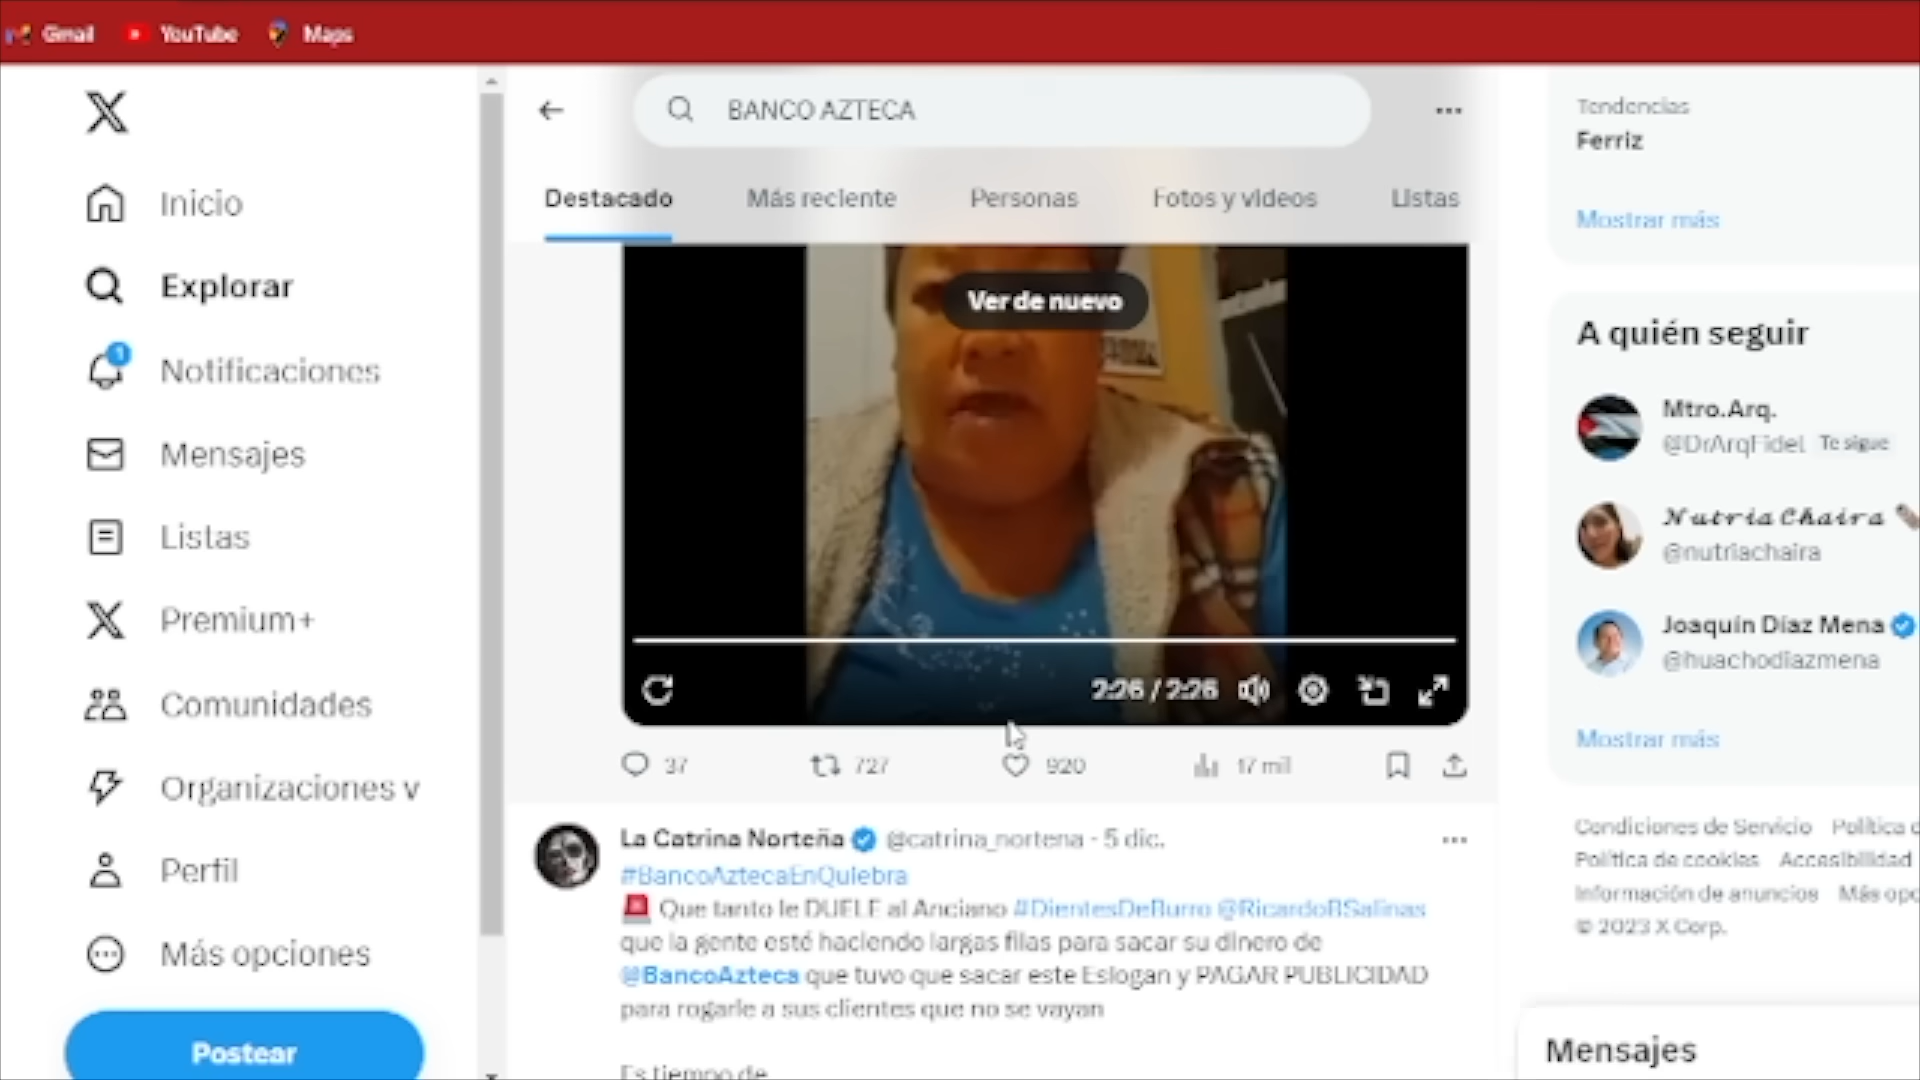 Gmail YouTube Maps
BANCO AZTECA
Destacado Más reciente Personas Fotos y videos Listas
Inicio
Explorar
1
Notificaciones
Mensajes
Listas
Premium+
Comunidades
Organizaciones v
Perfil
Más opciones
Postear
Ver de nuevo
2:26 / 2:26
37 727 920 17 mil
La Catrina Norteña @catrina_nortena · 5 dic.
#BancoAztecaEnQuiebra
Que tanto le DUELE al Anciano #DientesDeBurro @RicardoBSalinas
que la gente esté haciendo largas filas para sacar su dinero de
@BancoAzteca que tuvo que sacar este Eslogan y PAGAR PUBLICIDAD
para rogarle a sus clientes que no se vayan
Es tiempo de
Tendencias
Ferriz
Mostrar más
A quién seguir
Mtro.Arq.
@DrArqFidel Te sigue
Nutria Chaira
@nutriachaira
Joaquín Díaz Mena
@huachodiazmena
Mostrar más
Condiciones de Servicio Política
Política de cookies Accesibilidad
Información de anuncios Más opc
© 2023 X Corp.
Mensajes